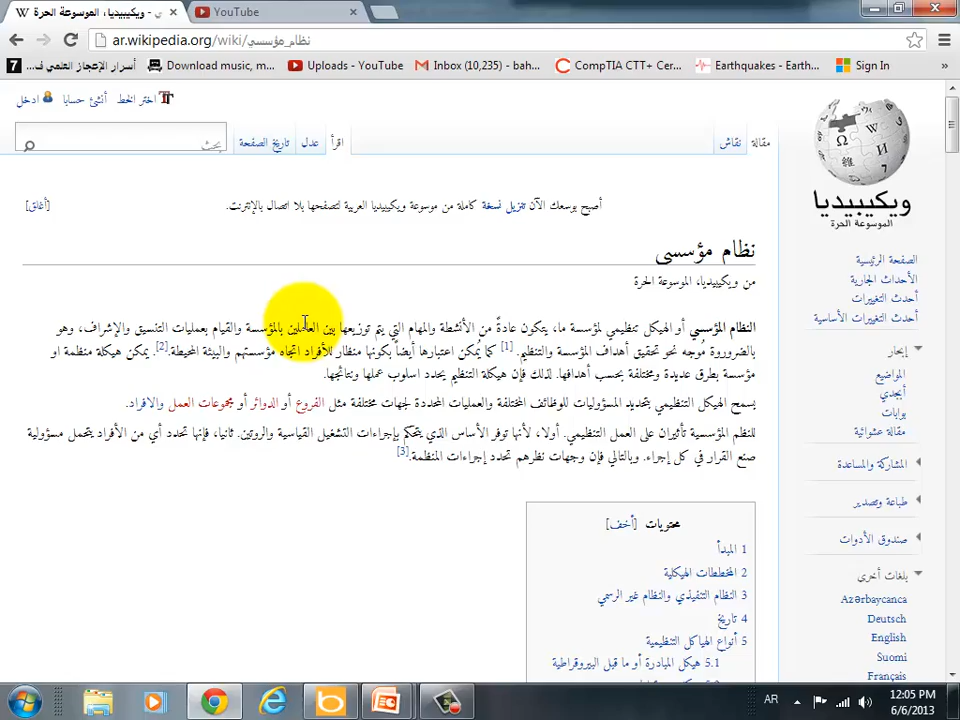 ي - ويكيبيديا، الموسوعة الحرة
YouTube
ar.wikipedia.org/wiki/نظام_مؤسسي
أسرار الإعجاز العلمي ف...
Download music, m...
Uploads - YouTube
Inbox (10,235) - bah...
CompTIA CTT+ Cer...
Earthquakes - Earth...
Sign In
»
اختر الخط
أنشئ حسابا
ادخل
مقالة
نقاش
اقرأ
عدل
تاريخ الصفحة
بحث
ويكيبيديا
الموسوعة الحرة
أصبح بوسعك الآن تنزيل نسخة كاملة من موسوعة ويكيبيديا العربية لتصفحها بلا اتصال بالإنترنت.
[أغلق]
نظام مؤسسي
من ويكيبيديا، الموسوعة الحرة
النظام المؤسسي أو الهيكل تنظيمي لمؤسسة ما، يتكون عادةً من الأنشطة والمهام التي يتم توزيعها بين العاملين بالمؤسسة والقيام بعمليات التنسيق والإشراف، وهو
بالضرورة مُوجه نحو تحقيق أهداف المؤسسة والتنظيم.[1] كما يُمكن اعتبارها أيضاً بكونها منظار للأفراد اتجاه مؤسستهم والبيئة المحيطة.[2]. يمكن هيكلة منظمة او
مؤسسة بطرق عديدة ومختلفة بحسب أهدافها. لذلك فإن هيكلة التنظيم يحدد اسلوب عملها ونتائجها.
يسمح الهيكل التنظيمي بتحديد المسؤوليات للوظائف المختلفة والعمليات المحددة لجهات مختلفة مثل الفروع أو الدوائر أو مجموعات العمل والافراد.
للنظم المؤسسية تأثيران على العمل التنظيمي. أولا، لأنها توفر الأساس الذي يتحكم بإجراءات التشغيل القياسية والروتين. ثانيا، فإنها تحدد أي من الأفراد يتحمل مسؤولية
صنع القرار في كل إجراء. وبالتالي فإن وجهات نظرهم تحدد إجراءات المنظمة.[3]
محتويات [أخف]
1 المبدأ
2 المخططات الهيكلية
3 النظام التنفيذي والنظام غير الرسمي
4 تاريخ
5 أنواع الهياكل التنظيمية
5.1 هيكل المبادرة أو ما قبل البيروقراطية
الصفحة الرئيسية
الأحداث الجارية
أحدث التغييرات
أحدث التغييرات الأساسية
إبحار
المواضيع
أبجدي
بوابات
مقالة عشوائية
المشاركة والمساعدة
طباعة وتصدير
صندوق الأدوات
بلغات أخرى
Azərbaycanca
Deutsch
English
Suomi
Français
AR
12:05 PM
6/6/2013